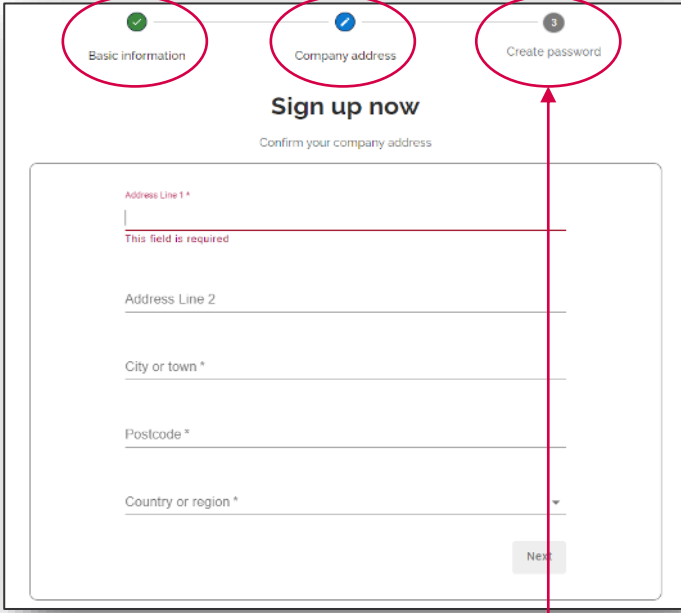 3
Basic information
Company address
Create password
Sign up now
Confirm your company address
Address Line 1 *
This field is required
Address Line 2
City or town *
Postcode *
Country or region *
Next